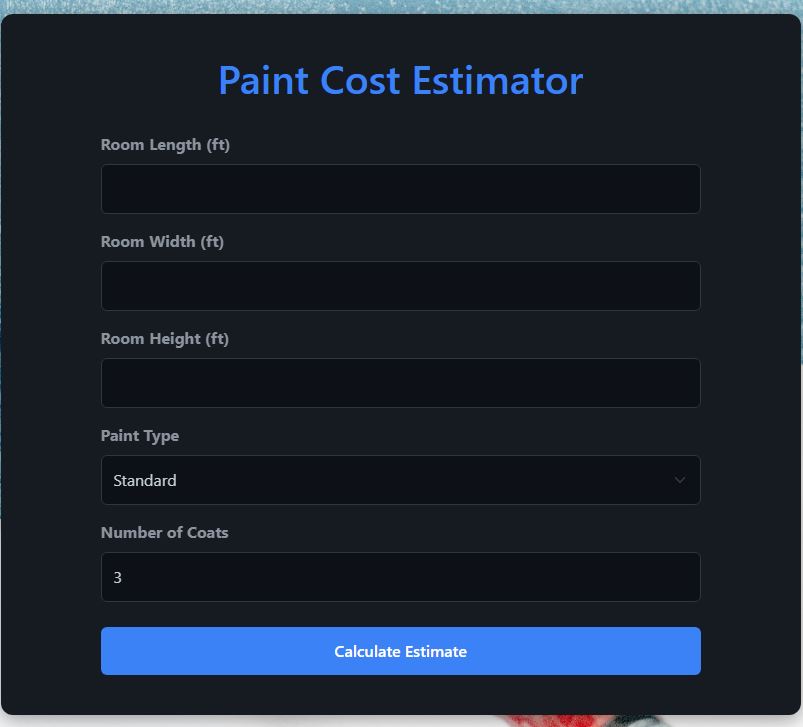 Paint Cost Estimator
Room Length (ft)
Room Width (ft)
Room Height (ft)
Paint Type
Standard
Number of Coats
3
Calculate Estimate